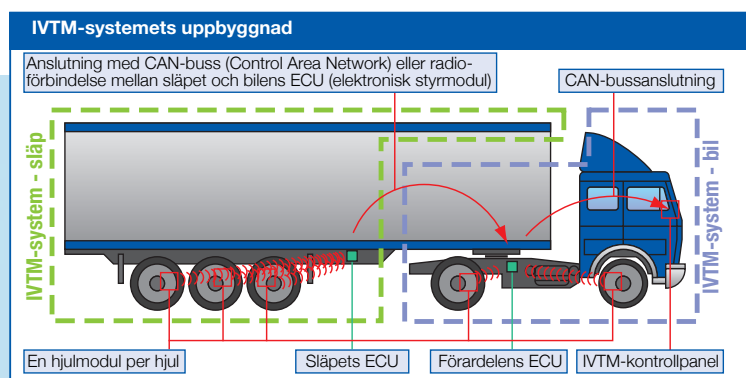 IVTM-systemets uppbyggnad
Anslutning med CAN-buss (Control Area Network) eller radio-
förbindelse mellan släpet och bilens ECU (elektronisk styrmodul)
CAN-bussanslutning
IVTM-system - släp
IVTM-system - bil
En hjulmodul per hjul
Släpets ECU
Förardelens ECU
IVTM-kontrollpanel